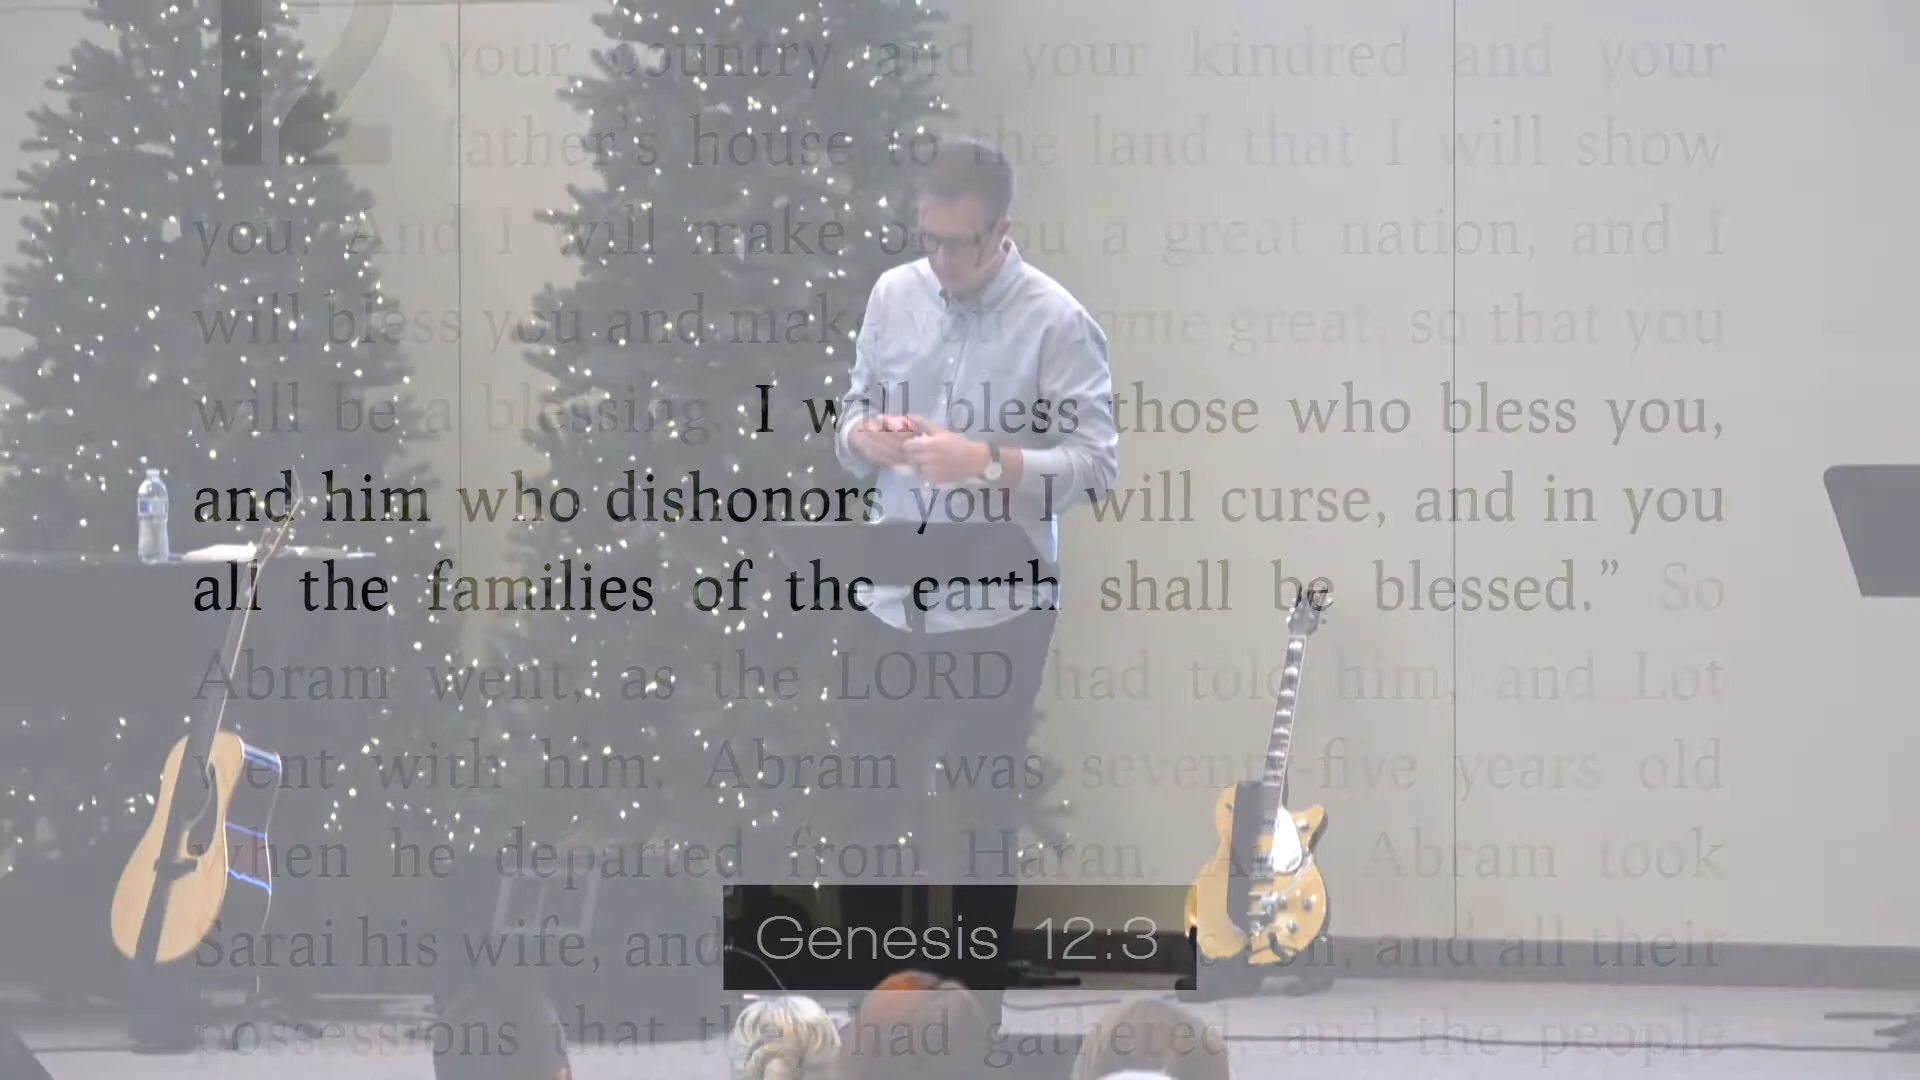 12 your country and your kindred and your
father's house to the land that I will show
you. And I will make of you a great nation, and I
will bless you and make your name great, so that you
will be a blessing. I will bless those who bless you,
and him who dishonors you I will curse, and in you
all the families of the earth shall be blessed.” So
Abram went, as the LORD had told him, and Lot
went with him. Abram was seventy-five years old
when he departed from Haran. And Abram took
Sarai his wife, and son, and all their
possessions that they had gathered, and the people
Genesis 12:3